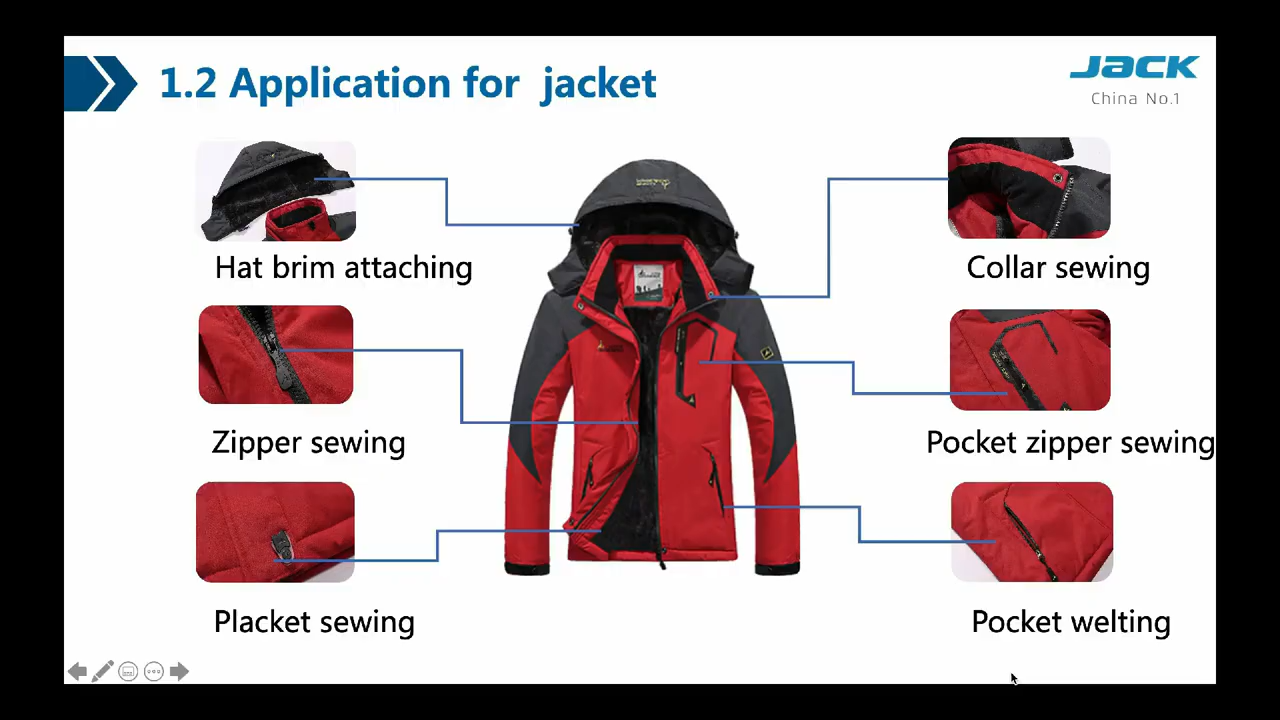 1.2 Application for jacket
JACK
China No.1
Hat brim attaching
Collar sewing
Zipper sewing
Pocket zipper sewing
Placket sewing
Pocket welting